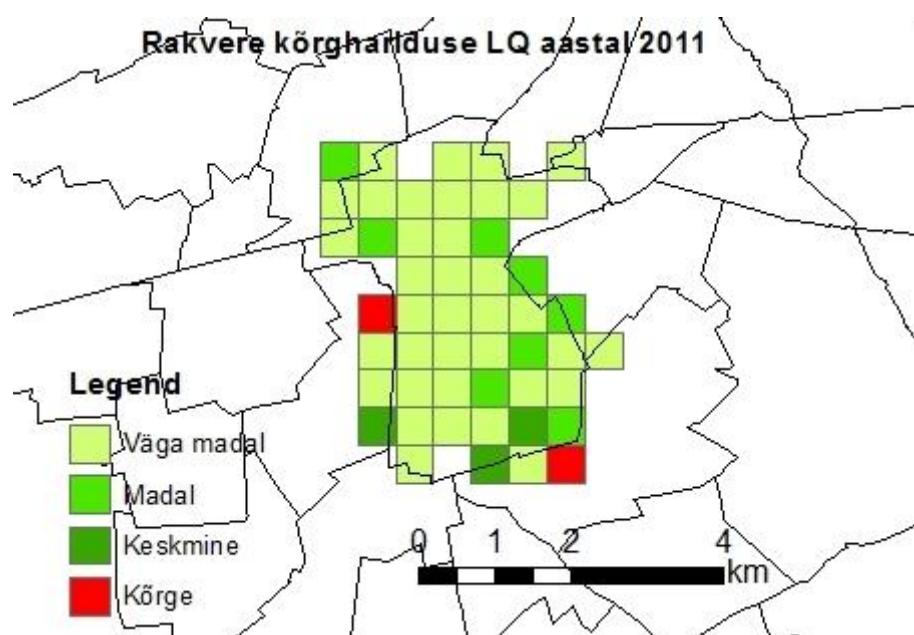 Rakvere kõrghariduse LQ aastal 2011
Legend
Väga madal
Madal
Keskmine
Kõrge
0 1 2 4
km